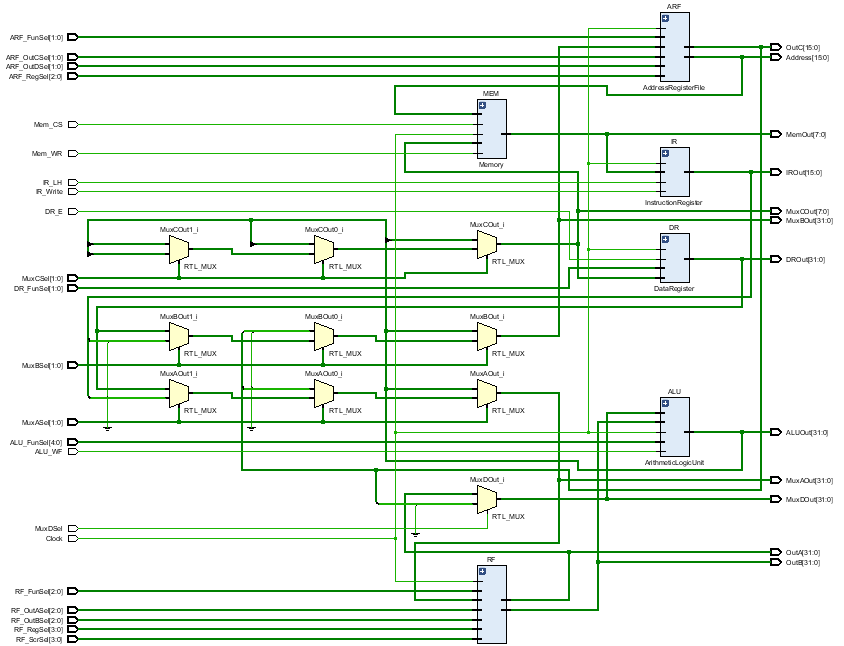 ARF
ARF_FunSel[1:0]
OutC[15:0]
ARF_OutCSel[1:0]
Address[15:0]
ARF_OutDSel[1:0]
ARF_RegSel[2:0]
AddressRegisterFile
MEM
Mem_CS
MemOut[7:0]
IR
Mem_WR
Memory
IROut[15:0]
IR_LH
IR_Write
InstructionRegister
DR_E
MuxCOut[7:0]
MuxBOut[31:0]
MuxCOut1_i
MuxCOut0_i
MuxCOut_i
DR
DROut[31:0]
RTL_MUX
RTL_MUX
RTL_MUX
MuxCSel[1:0]
DR_FunSel[1:0]
DataRegister
MuxBOut1_i
MuxBOut0_i
MuxBOut_i
RTL_MUX
RTL_MUX
RTL_MUX
MuxBSel[1:0]
MuxAOut1_i
MuxAOut0_i
MuxAOut_i
ALU
RTL_MUX
RTL_MUX
RTL_MUX
MuxASel[1:0]
ALUOut[31:0]
ALU_FunSel[4:0]
ALU_WF
ArithmeticLogicUnit
MuxDOut_i
MuxAOut[31:0]
MuxDOut[31:0]
RTL_MUX
MuxDSel
Clock
OutA[31:0]
RF
OutB[31:0]
RF_FunSel[2:0]
RF_OutASel[2:0]
RF_OutBSel[2:0]
RF_RegSel[3:0]
RF_ScrSel[3:0]